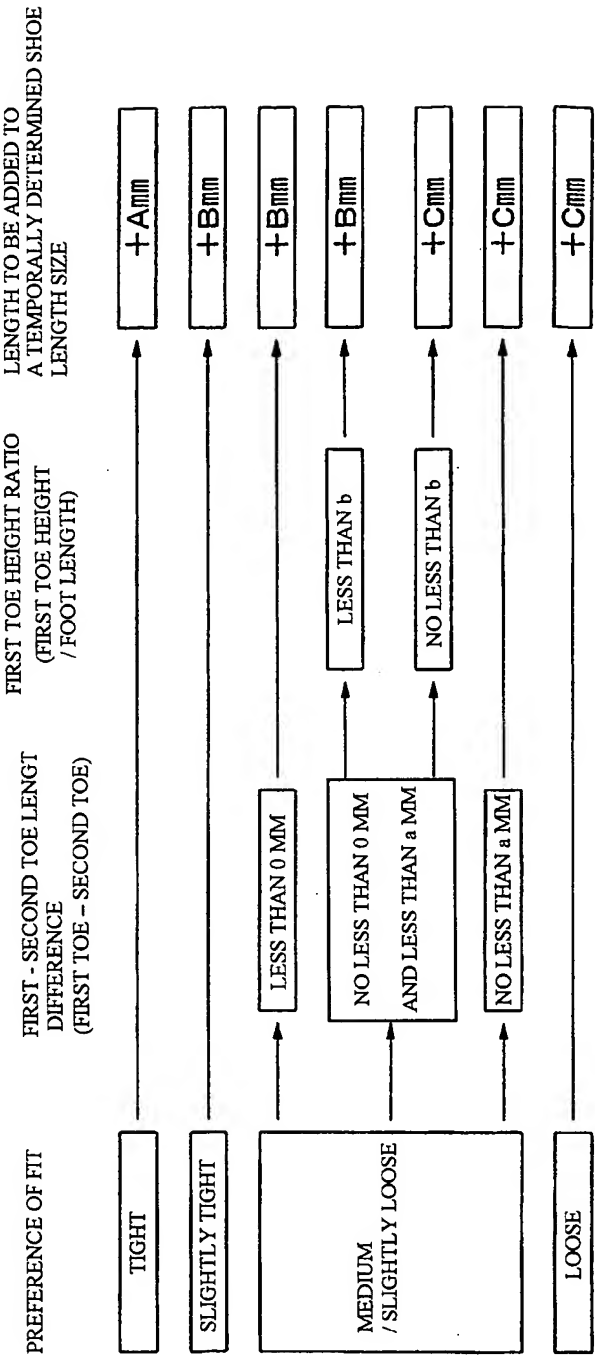 PREFERENCE OF FIT
FIRST - SECOND TOE LENGT
DIFFERENCE
(FIRST TOE – SECOND TOE)
FIRST TOE HEIGHT RATIO
(FIRST TOE HEIGHT
/ FOOT LENGTH)
LENGTH TO BE ADDED TO
A TEMPORALLY DETERMINED SHOE
LENGTH SIZE
TIGHT
+Amm
SLIGHTLY TIGHT
+Bmm
MEDIUM
/ SLIGHTLY LOOSE
LESS THAN 0 MM
+Bmm
NO LESS THAN 0 MM
AND LESS THAN a MM
LESS THAN b
+Bmm
NO LESS THAN b
+Cmm
NO LESS THAN a MM
+Cmm
LOOSE
+Cmm